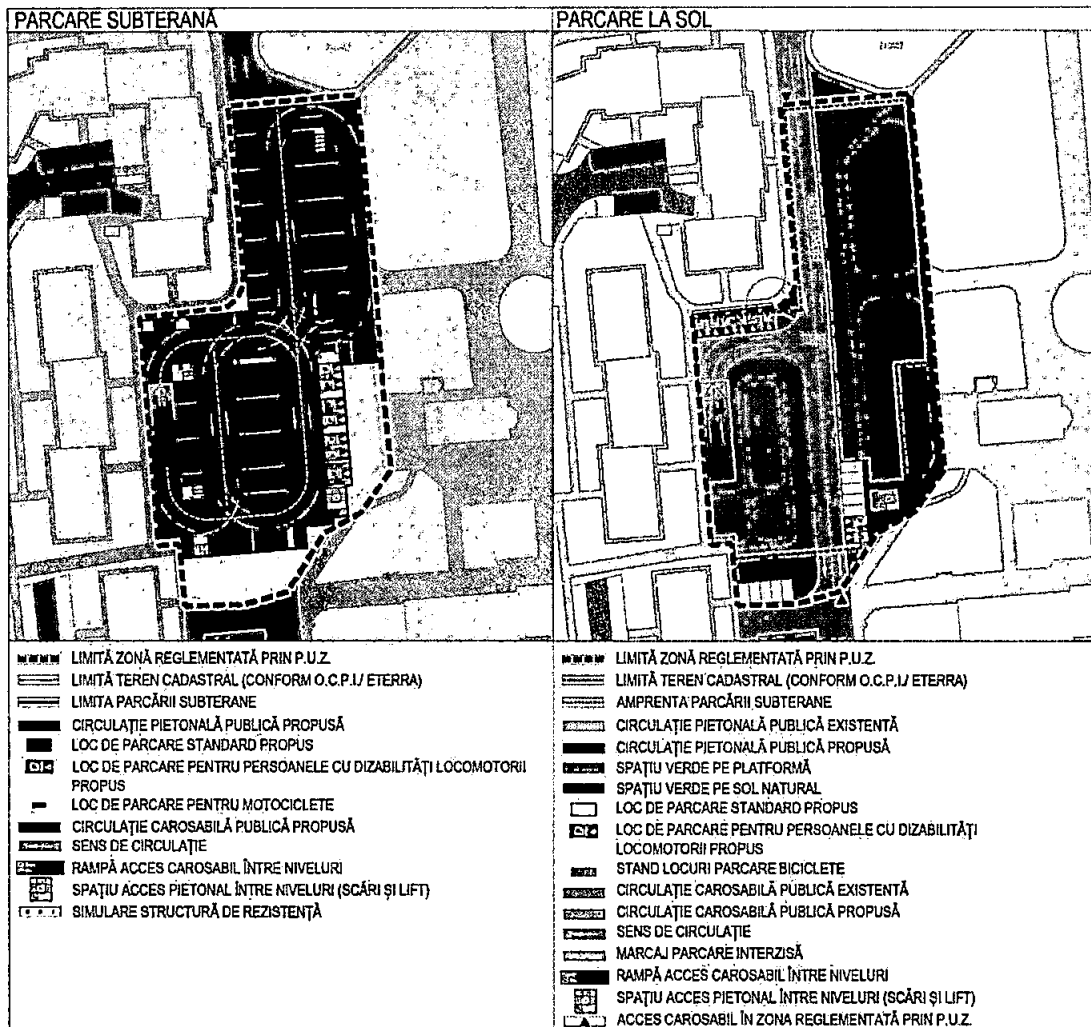 PARCARE SUBTERANĂ
LIMITĂ ZONĂ REGLEMENTATĂ PRIN P.U.Z.
LIMITĂ TEREN CADASTRAL (CONFORM O.C.P.I./ ETERRA)
LIMITA PARCĂRII SUBTERANE
CIRCULAȚIE PIETONALĂ PUBLICĂ PROPUSĂ
LOC DE PARCARE STANDARD PROPUS
LOC DE PARCARE PENTRU PERSOANELE CU DIZABILITĂȚI LOCOMOTORII
PROPUS
LOC DE PARCARE PENTRU MOTOCICLETE
CIRCULAȚIE CAROSABILĂ PUBLICĂ PROPUSĂ
SENS DE CIRCULAȚIE
RAMPĂ ACCES CAROSABIL ÎNTRE NIVELURI
SPAȚIU ACCES PIETONAL ÎNTRE NIVELURI (SCĂRI ȘI LIFT)
SIMULARE STRUCTURĂ DE REZISTENȚĂ
PARCARE LA SOL
LIMITĂ ZONĂ REGLEMENTATĂ PRIN P.U.Z.
LIMITĂ TEREN CADASTRAL (CONFORM O.C.P.I./ ETERRA)
AMPRENTA PARCĂRII SUBTERANE
CIRCULAȚIE PIETONALĂ PUBLICĂ EXISTENTĂ
CIRCULAȚIE PIETONALĂ PUBLICĂ PROPUSĂ
SPAȚIU VERDE PE PLATFORMĂ
SPAȚIU VERDE PE SOL NATURAL
LOC DE PARCARE STANDARD PROPUS
LOC DE PARCARE PENTRU PERSOANELE CU DIZABILITĂȚI
LOCOMOTORII PROPUS
STAND LOCURI PARCARE BICICLETE
CIRCULAȚIE CAROSABILĂ PUBLICĂ EXISTENTĂ
CIRCULAȚIE CAROSABILĂ PUBLICĂ PROPUSĂ
SENS DE CIRCULAȚIE
MARCAJ PARCARE INTERZISĂ
RAMPĂ ACCES CAROSABIL ÎNTRE NIVELURI
SPAȚIU ACCES PIETONAL ÎNTRE NIVELURI (SCĂRI ȘI LIFT)
ACCES CAROSABIL ÎN ZONA REGLEMENTATĂ PRIN P.U.Z.